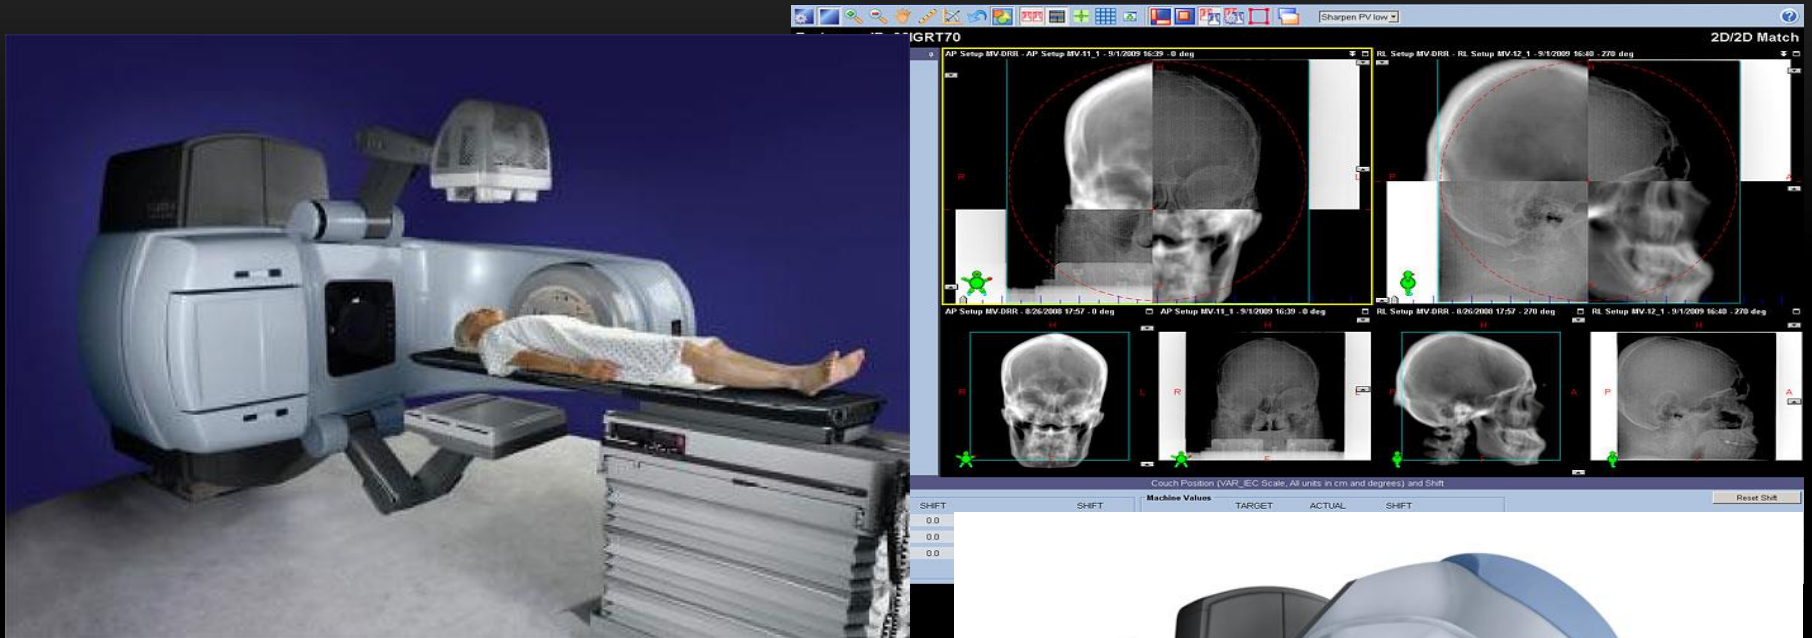 Sharpen PV low
IGRT70
2D/2D Match
AP Setup MV-DRR - AP Setup MV-11_1 - 9/1/2009 16:39 - 0 deg
RL Setup MV-DRR - RL Setup MV-12_1 - 9/1/2009 16:40 - 270 deg
H
R
L
P
A
AP Setup MV-DRR - 8/26/2008 17:57 - 0 deg
AP Setup MV-11_1 - 9/1/2009 16:39 - 0 deg
RL Setup MV-DRR - 8/26/2008 17:57 - 270 deg
RL Setup MV-12_1 - 9/1/2009 16:40 - 270 deg
H
H
H
H
R
L
R
L
P
A
P
A
F
F
Couch Position (VAR_IEC Scale, All units in cm and degrees) and Shift
Reset Shift
Machine Values
SHIFT
SHIFT
TARGET
ACTUAL
SHIFT
0.0
0.0
0.0